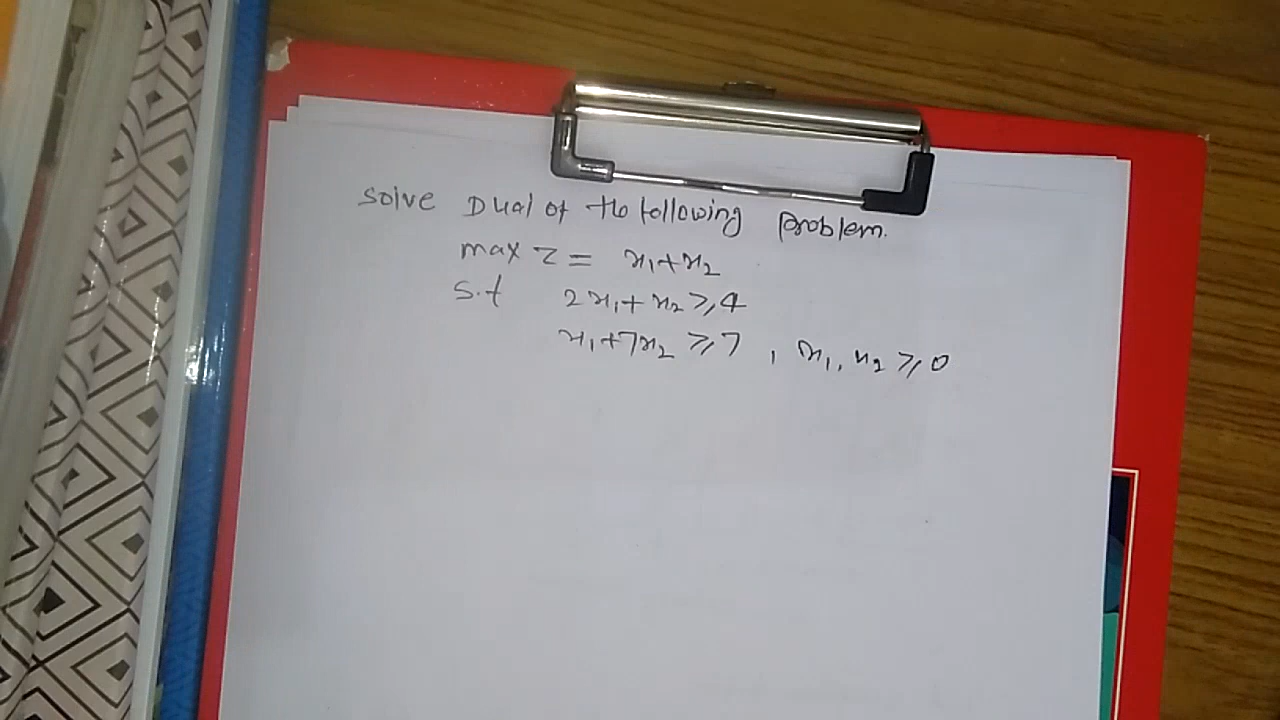 solve Dual of the following problem.
max z = x₁+x₂
s.t 2x₁+x₂ ≥ 4
x₁+7x₂ ≥ 7 , x₁, x₂ ≥ 0